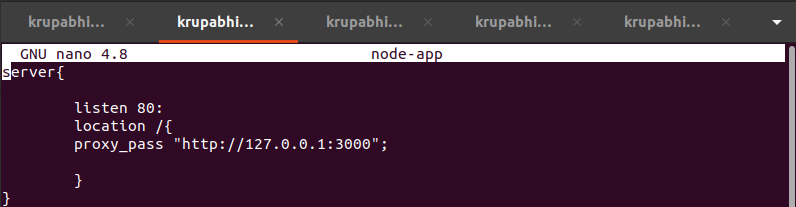 krupabhi... krupabhi... krupabhi... krupabhi... krupabhi...
GNU nano 4.8 node-app
server{
listen 80:
location /{
proxy_pass "http://127.0.0.1:3000";
}
}